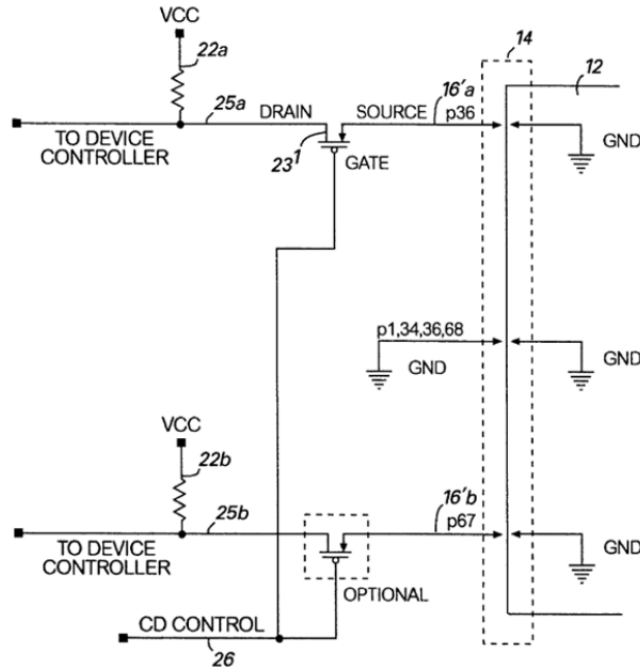 VCC
22a
14
12
25a
DRAIN
SOURCE
16'a
p36
TO DEVICE
CONTROLLER
23¹
GATE
GND
p1,34,36,68
GND
GND
VCC
22b
25b
16'b
p67
TO DEVICE
CONTROLLER
GND
OPTIONAL
CD CONTROL
26